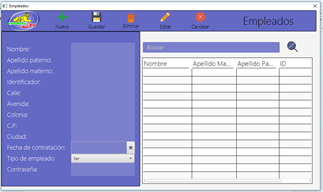 Empleados
Nuevo Guardar Eliminar Editar Cancelar Empleados
Nombre:
Apellido paterno:
Apellido materno:
Identificador:
Calle:
Avenida:
Colonia:
C.P:
Ciudad:
Fecha de contratación:
Tipo de empleado
Contraseña:
Buscar
Nombre Apellido Ma... Apellido Pa... ID